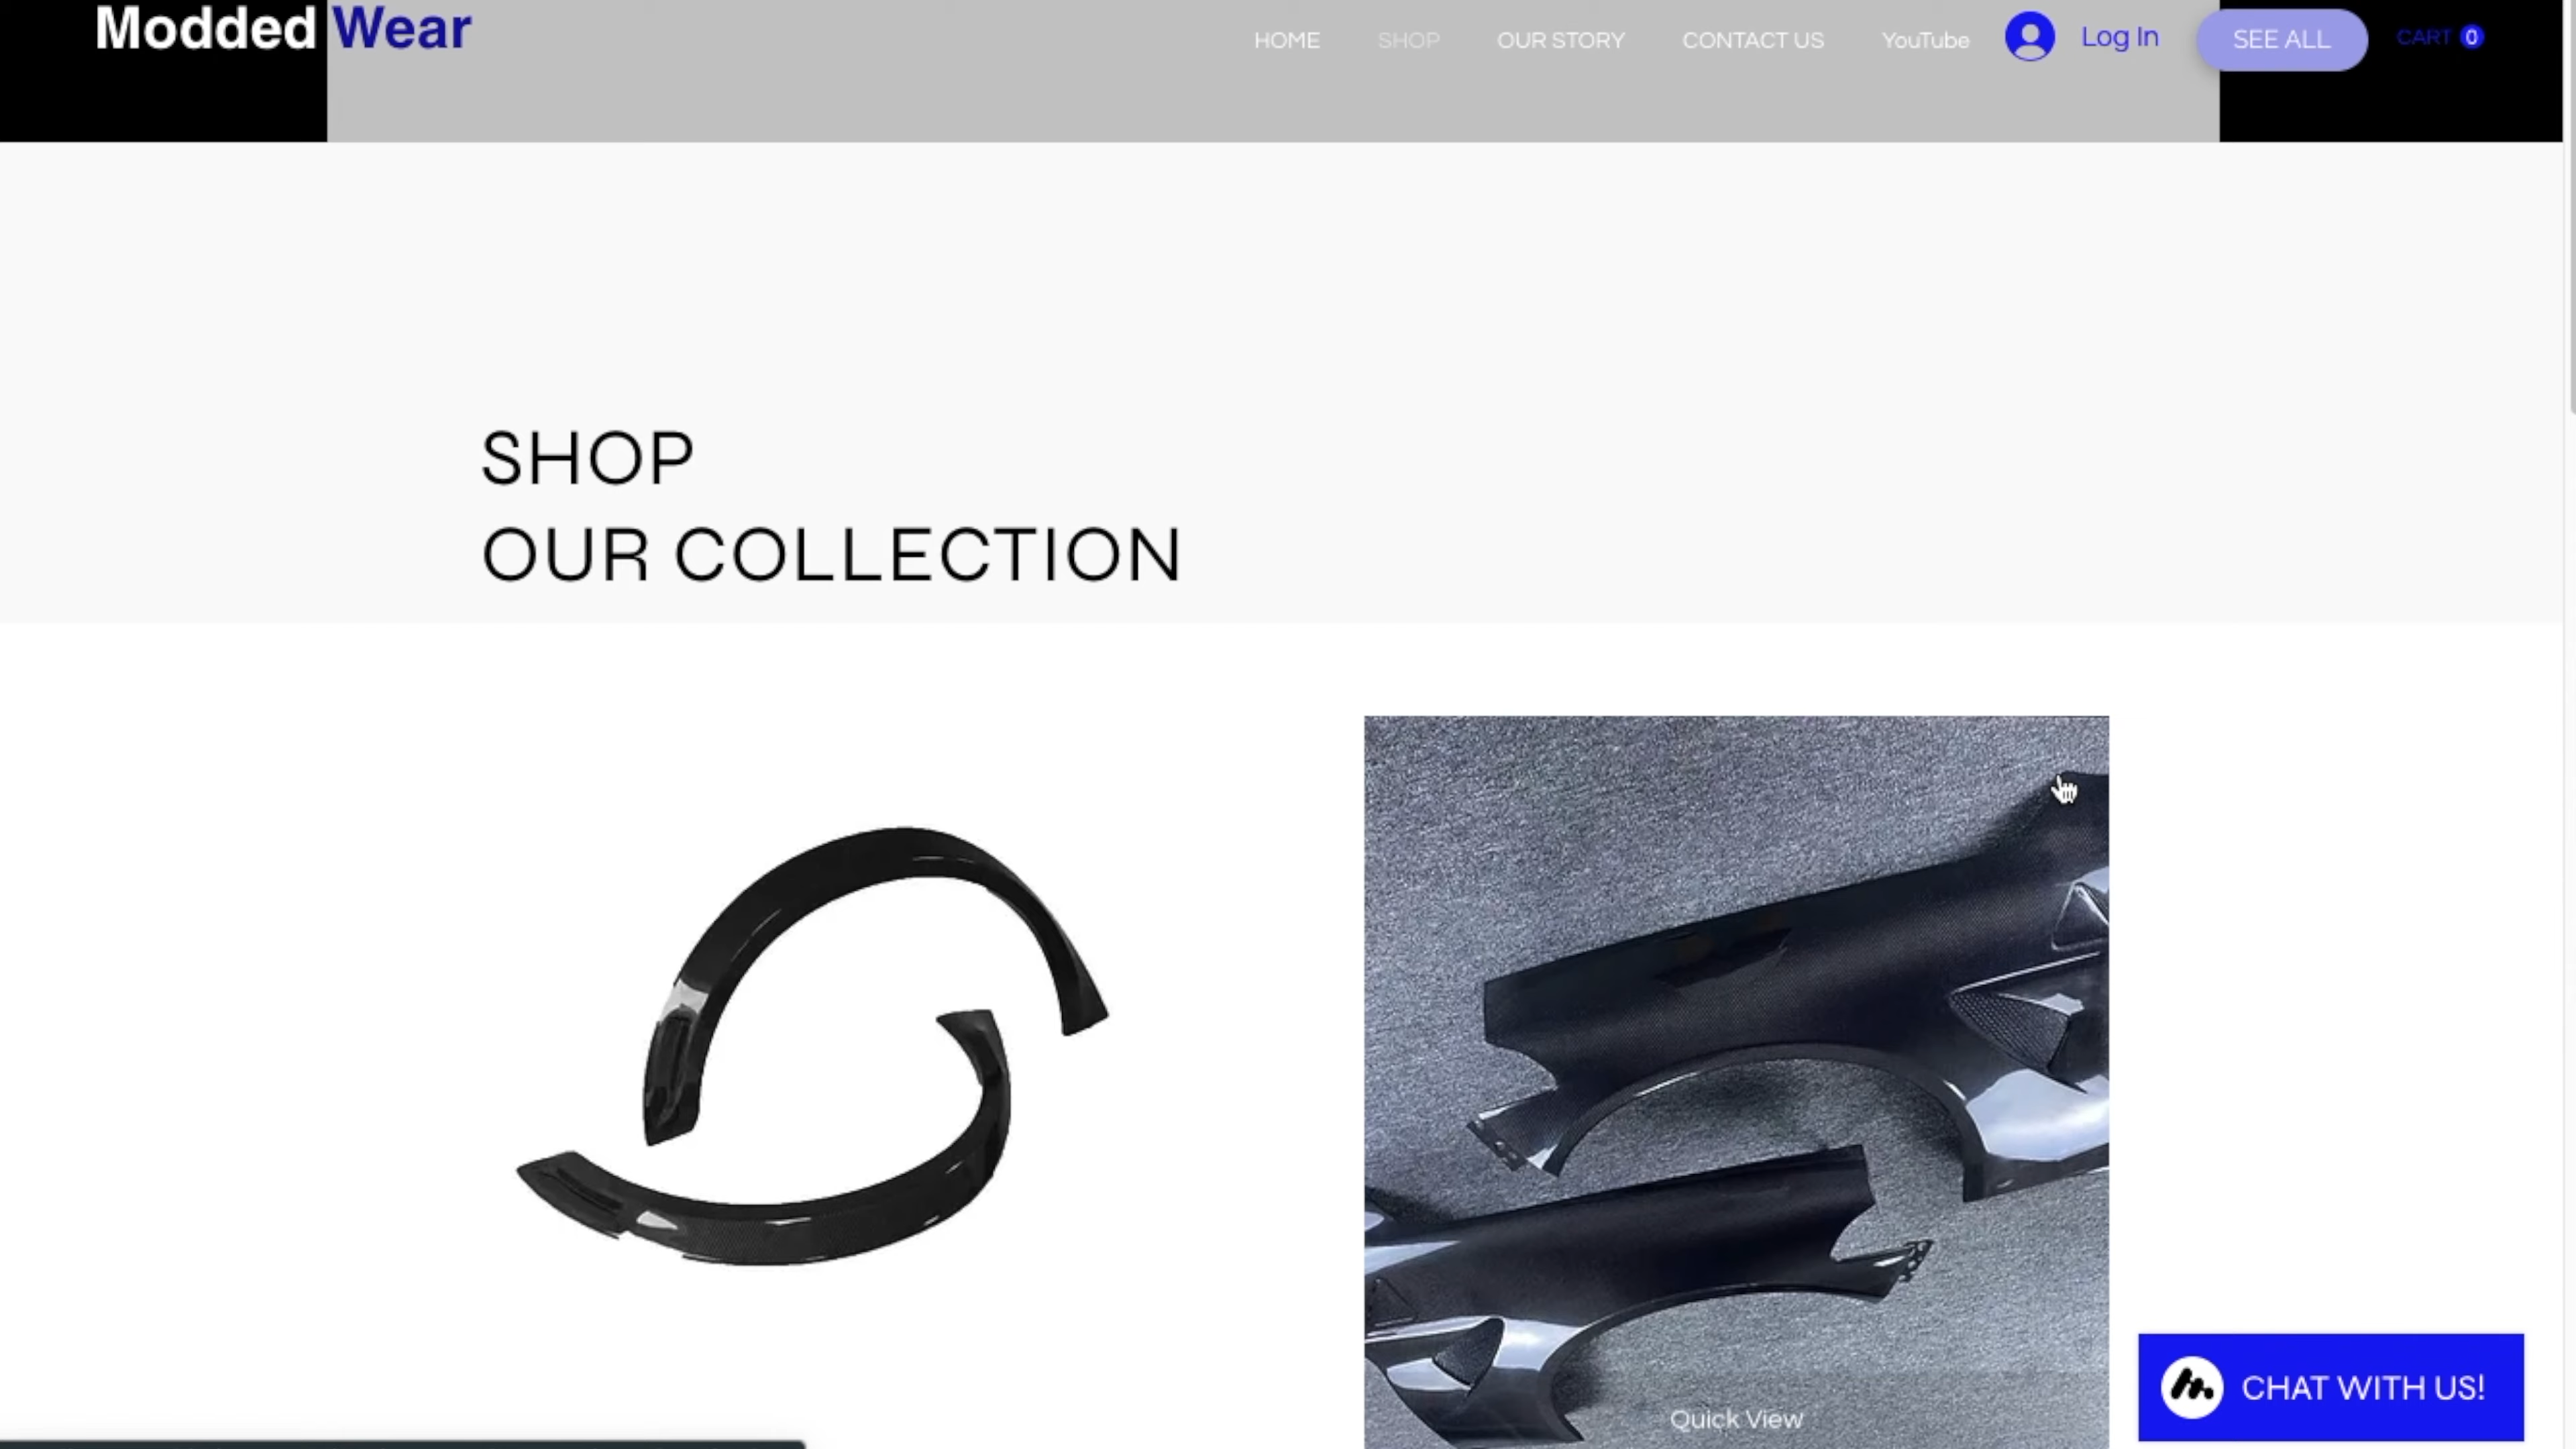 Modded Wear
HOME SHOP OUR STORY CONTACT US YouTube Log In SEE ALL CART 0
SHOP
OUR COLLECTION
Quick View
CHAT WITH US!